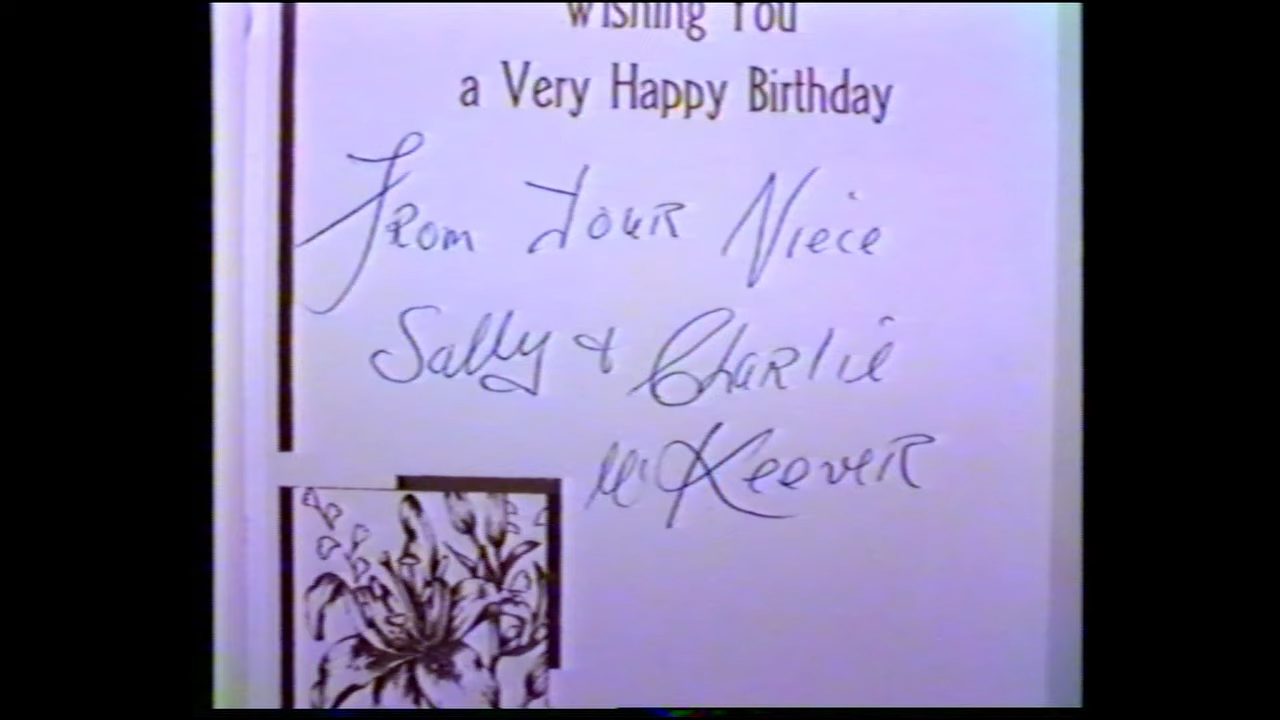 Wishing You
a Very Happy Birthday
From Your Niece
Sally & Charlie
McKeever